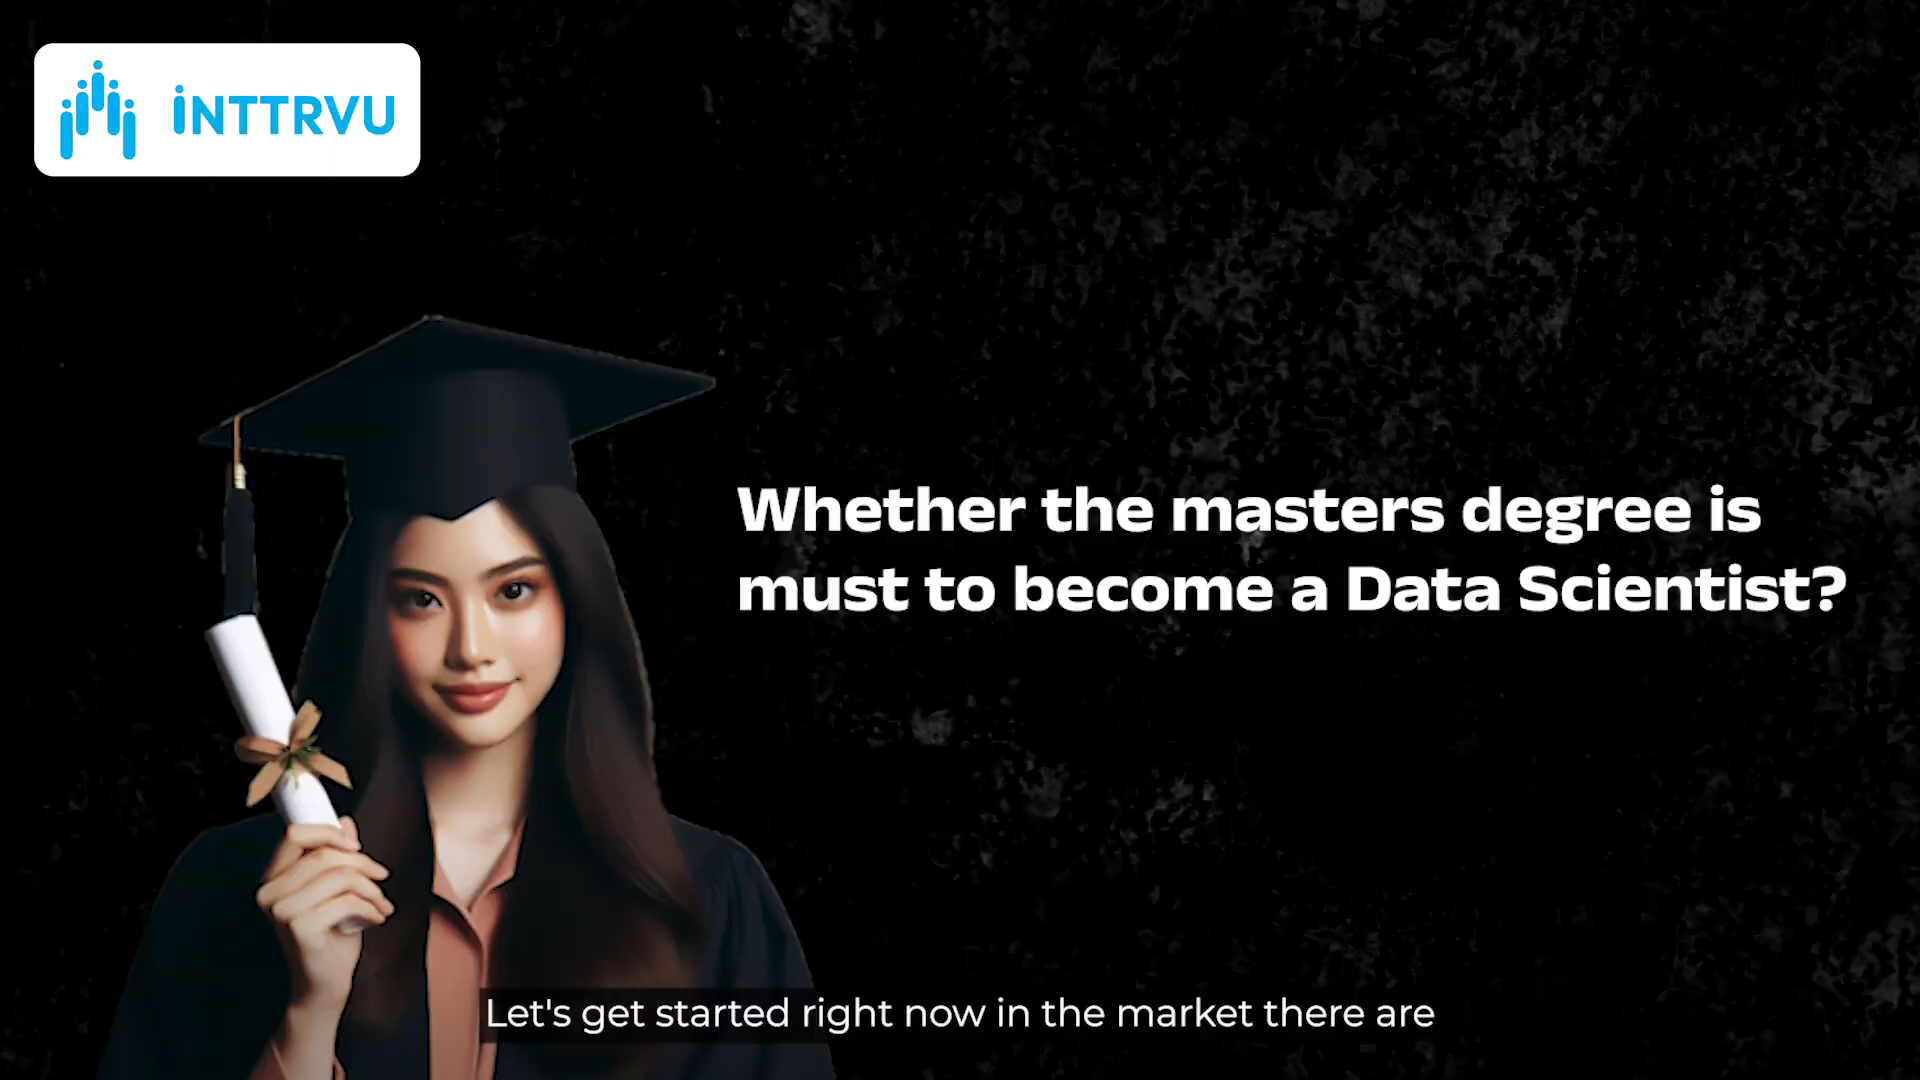 iNTTRVU
Whether the masters degree is
must to become a Data Scientist?
Let's get started right now in the market there are